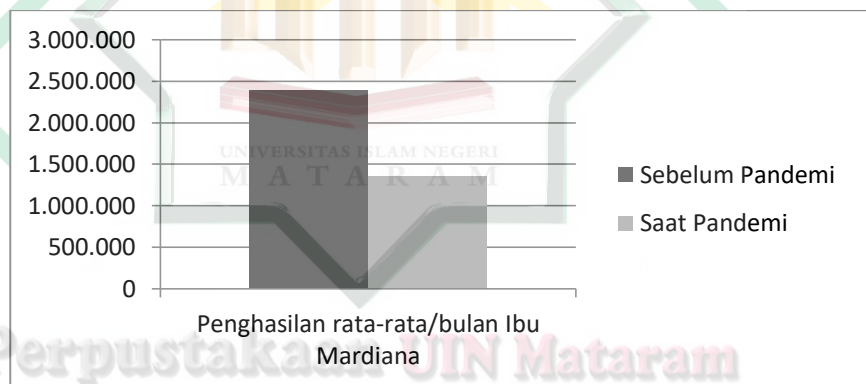 3.000.000
2.500.000
2.000.000
1.500.000
1.000.000
500.000
0
UNIVERSITAS ISLAM NEGERI
MATARAM
Sebelum Pandemi
Saat Pandemi
Penghasilan rata-rata/bulan Ibu
Mardiana
Perpustakaan UIN Mataram